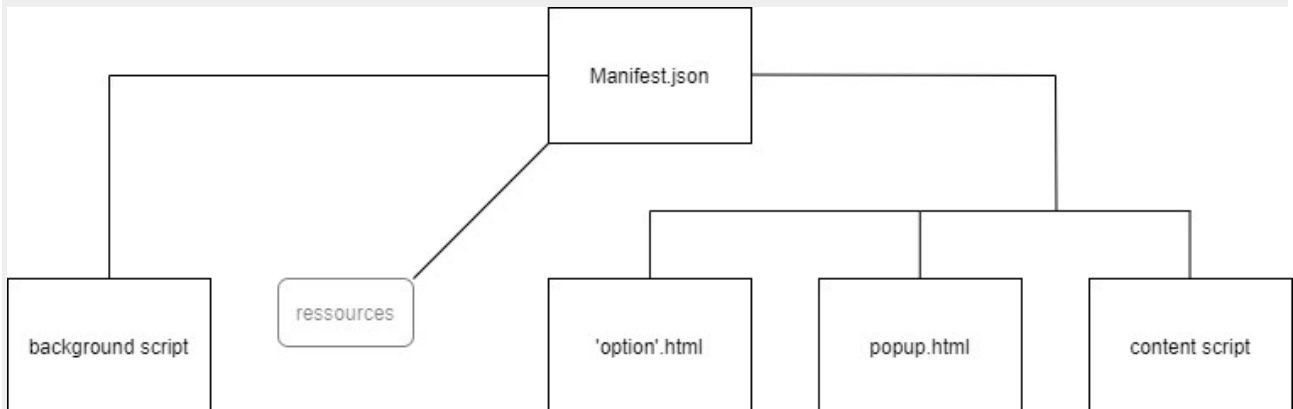 Manifest.json
background script
ressources
'option'.html
popup.html
content script